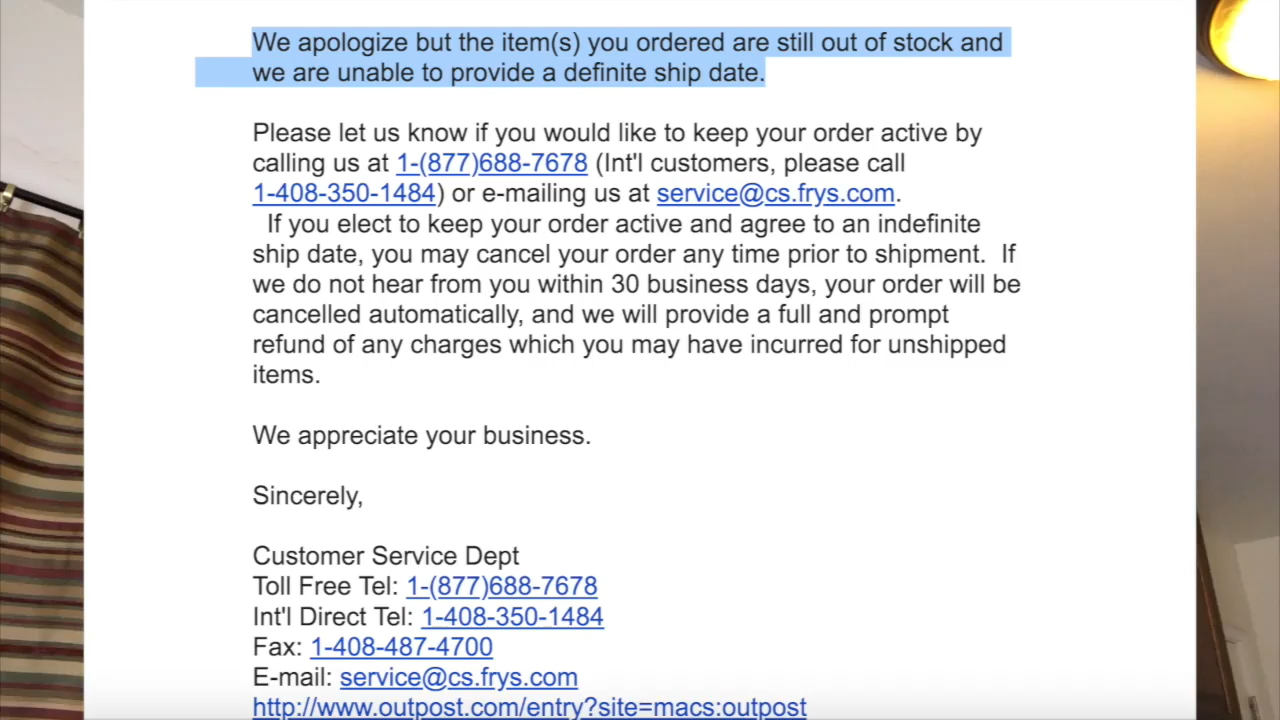 We apologize but the item(s) you ordered are still out of stock and
we are unable to provide a definite ship date.
Please let us know if you would like to keep your order active by
calling us at 1-(877)688-7678 (Int'l customers, please call
1-408-350-1484) or e-mailing us at service@cs.frys.com.
If you elect to keep your order active and agree to an indefinite
ship date, you may cancel your order any time prior to shipment. If
we do not hear from you within 30 business days, your order will be
cancelled automatically, and we will provide a full and prompt
refund of any charges which you may have incurred for unshipped
items.
We appreciate your business.
Sincerely,
Customer Service Dept
Toll Free Tel: 1-(877)688-7678
Int'l Direct Tel: 1-408-350-1484
Fax: 1-408-487-4700
E-mail: service@cs.frys.com
http://www.outpost.com/entry?site=macs:outpost